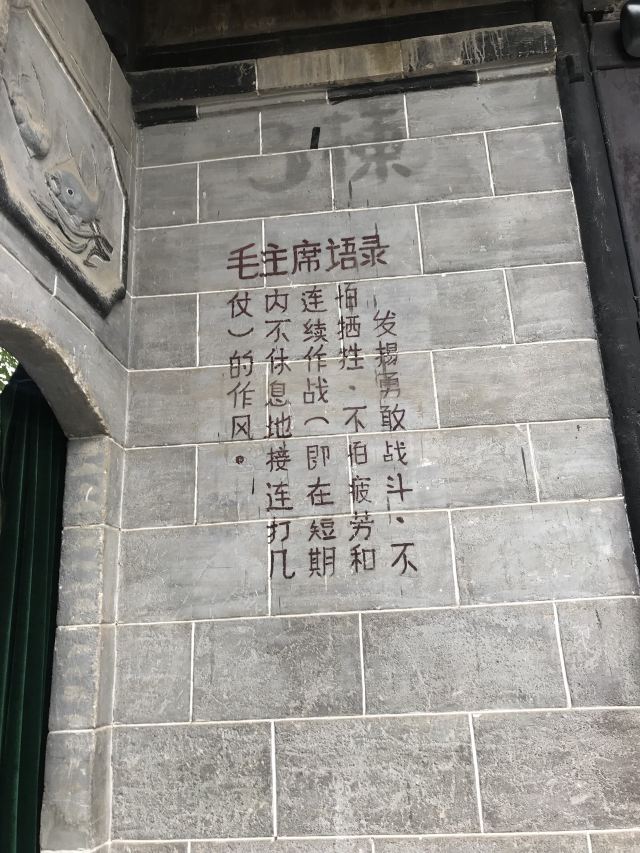 毛主席语录
发揚勇敢战斗、不
怕牺牲、不怕疲劳和
连续作战（即在短期
内不休息地接连打几
仗）的作风。